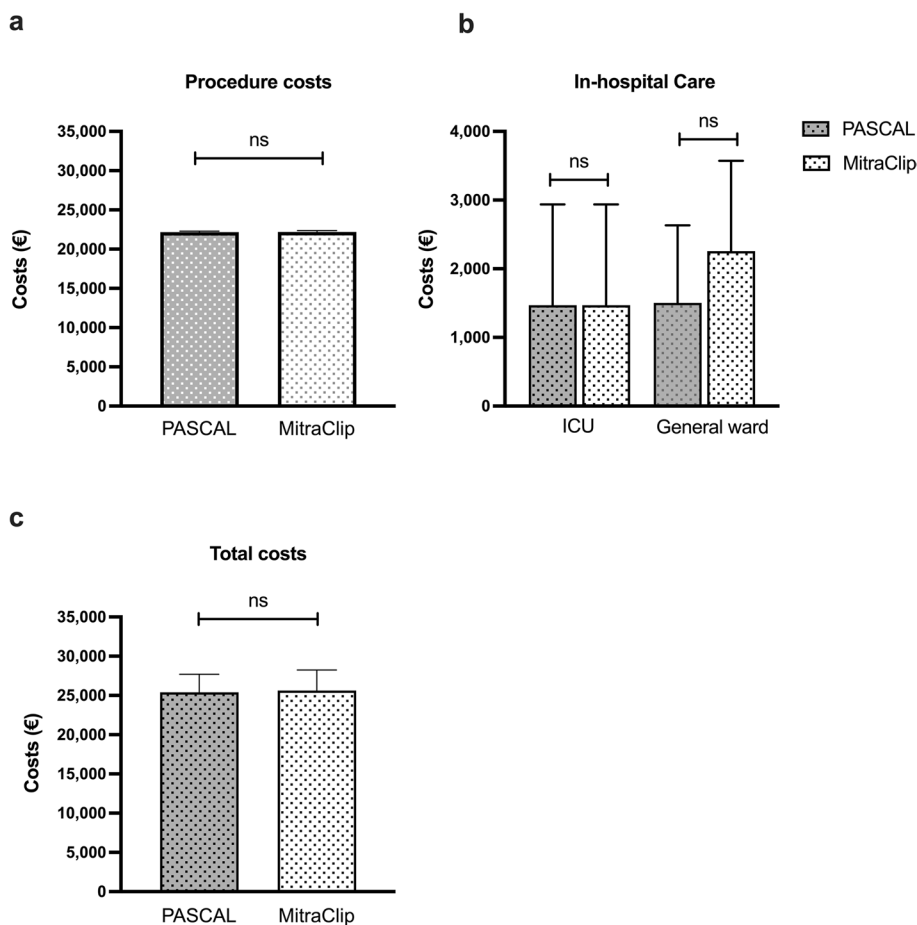 a
Procedure costs
35,000
30,000
25,000
20,000
15,000
10,000
5,000
0
Costs (€)
ns
PASCAL MitraClip
b
In-hospital Care
4,000
3,000
2,000
1,000
0
Costs (€)
ns
ns
ICU General ward
PASCAL
MitraClip
c
Total costs
35,000
30,000
25,000
20,000
15,000
10,000
5,000
0
Costs (€)
ns
PASCAL MitraClip